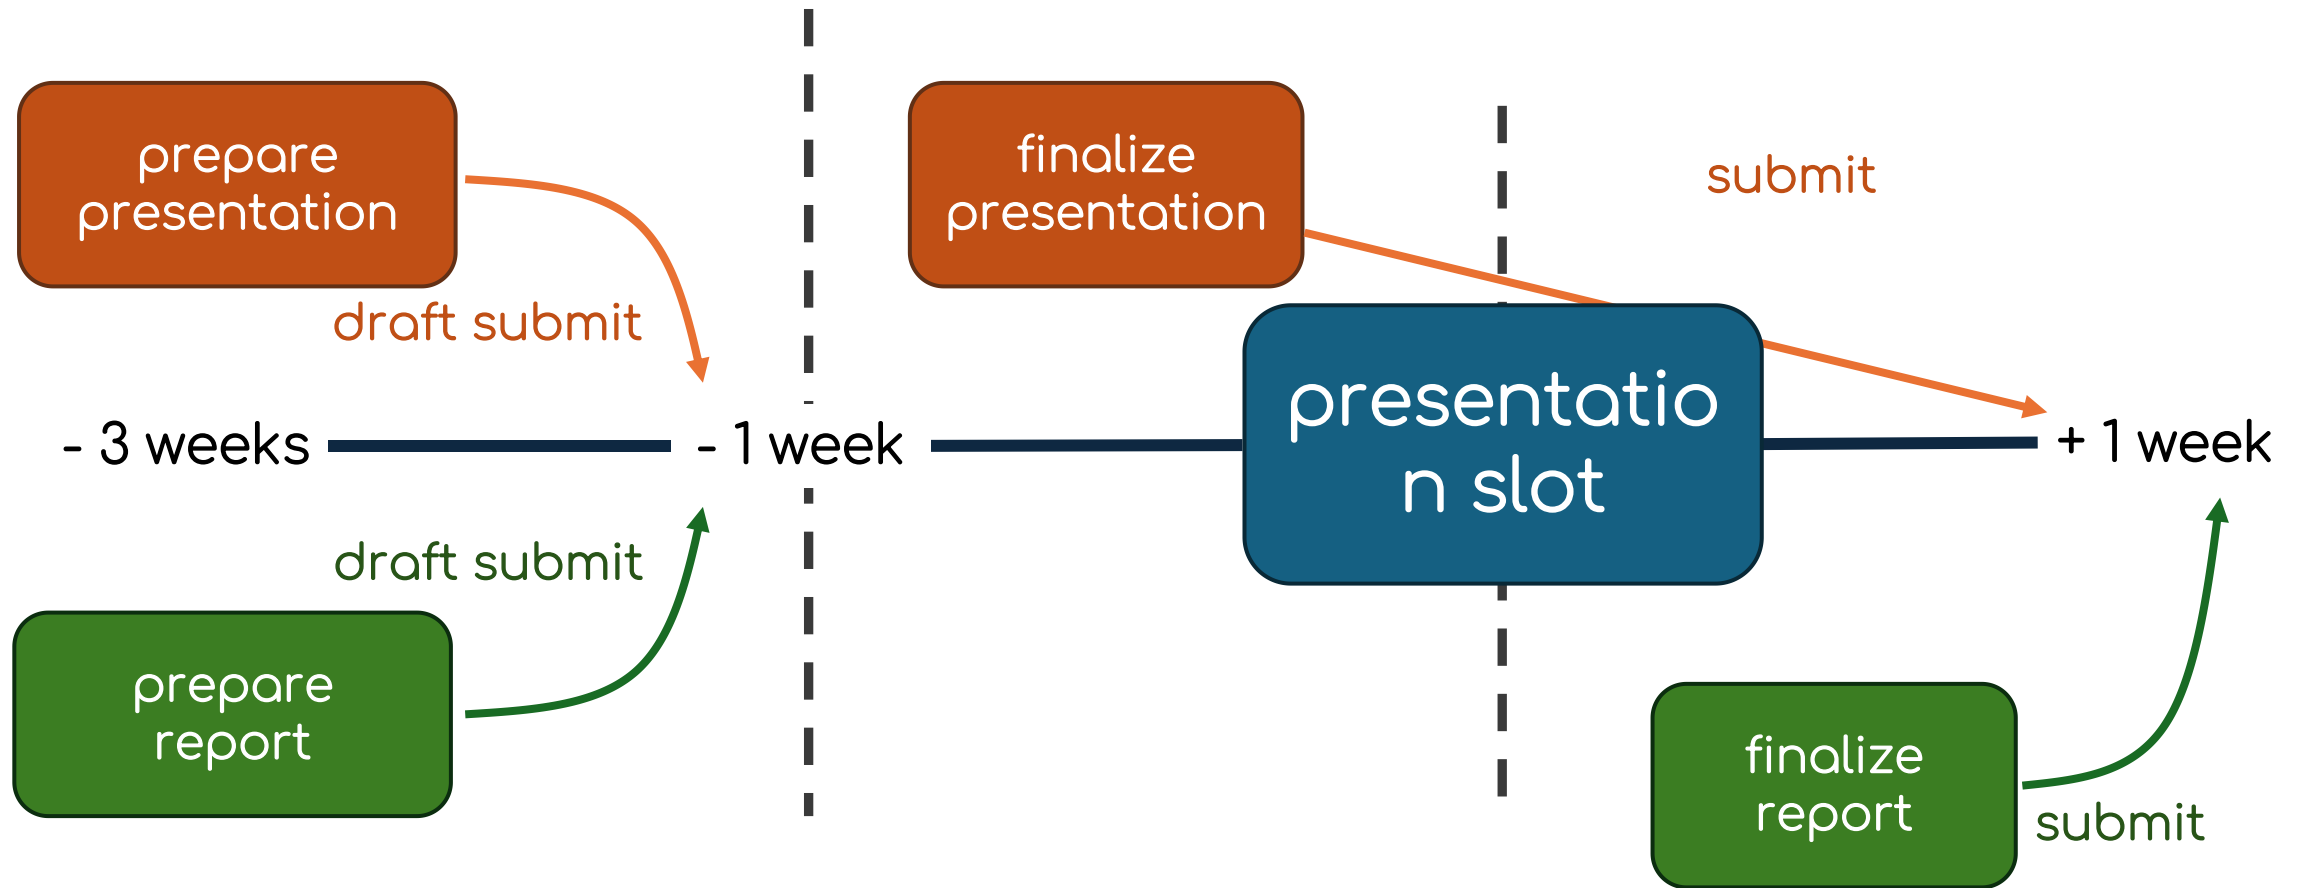 prepare
presentation
finalize
presentation
submit
draft submit
- 3 weeks
- 1 week
presentatio
n slot
+ 1 week
draft submit
prepare
report
finalize
report
submit